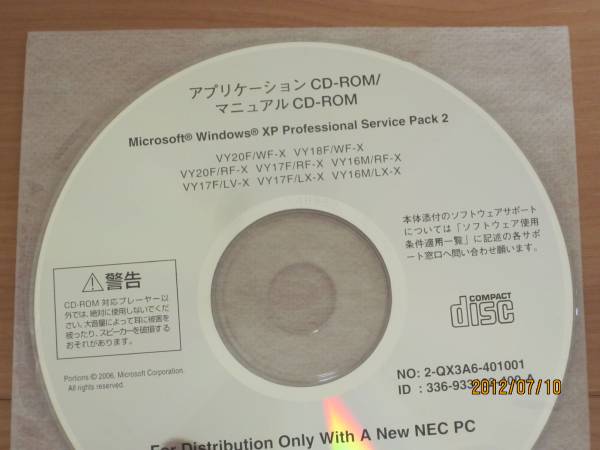 アプリケーション CD-ROM/
マニュアル CD-ROM
Microsoft® Windows® XP Professional Service Pack 2
VY20F/WF-X VY18F/WF-X
VY20F/RF-X VY17F/RF-X VY16M/RF-X
VY17F/LV-X VY17F/LX-X VY16M/LX-X
本体添付のソフトウェアサポート
については「ソフトウェア使用
条件適用一覧」に記述の各サポ
ート窓口へ問い合わせ願います。
警告
CD-ROM 対応プレーヤー以
外では、絶対に使用しないでくだ
さい。大音量によって耳に被害を
被ったり、スピーカーを破損する
おそれがあります。
COMPACT
disc
Portions © 2006, Microsoft Corporation.
All rights reserved.
NO: 2-QX3A6-401001
ID : 336-933
2012/07/10
For Distribution Only With A New NEC PC